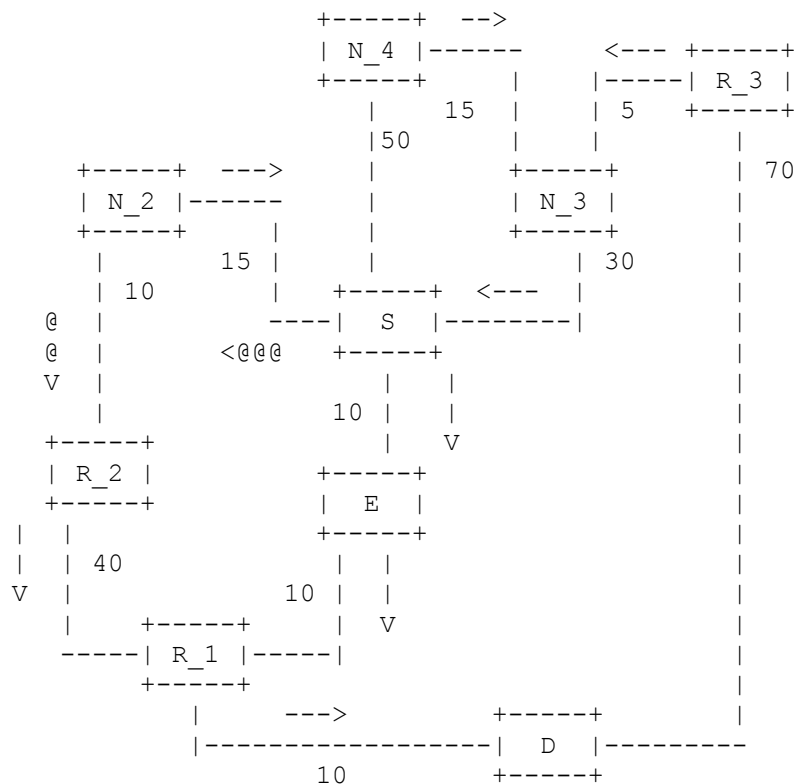 +-----+   -->
| N_4 |------     <--- +-----+
+-----+     |    |-----| R_3 |
   |    15  |    | 5   +-----+
   |50      |    |        |
+-----+  --->     |        +-----+        | 70
| N_2 |------     |        | N_3 |        |
+-----+     |     |        +-----+        |
 |       15 |     |            | 30       |
 | 10       |   +-----+  <---  |          |
@  |          ----|  S  |--------|          |
@  |       <@@@   +-----+                   |
V  |                 |   |                  |
|              10 |   |                  |
+-----+              |   V                  |
| R_2 |          +-----+                    |
+-----+          |  E  |                    |
|  |             +-----+                    |
|  | 40           |  |                      |
V  |           10 |  |                      |
|    +-----+   |  V                      |
-----| R_1 |-----|                         |
+-----+                               |
|     --->         +-----+        |
|------------------|  D  |---------
10          +-----+